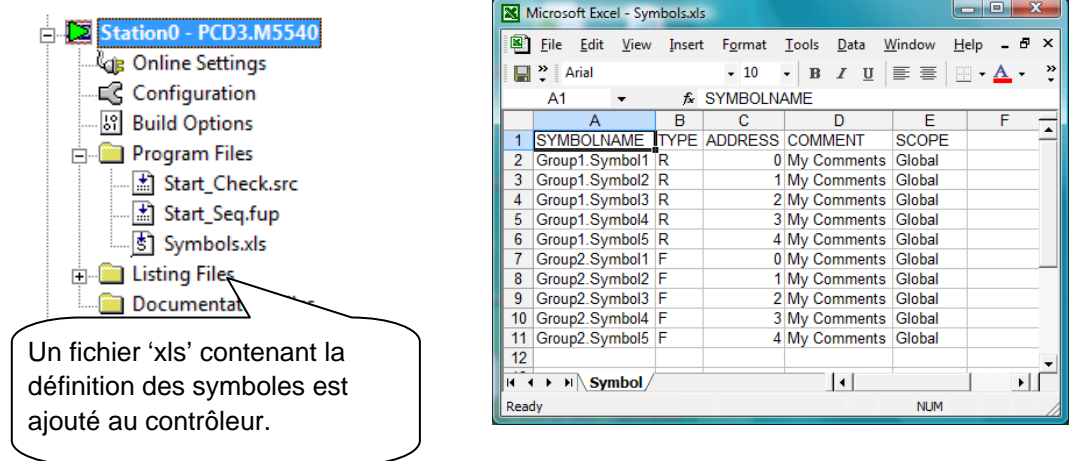 Station0 - PCD3.M5540
Online Settings
Configuration
Build Options
Program Files
Start_Check.src
Start_Seq.fup
Symbols.xls
Listing Files
Un fichier ‘xls’ contenant la
définition des symboles est
ajouté au contrôleur.
Microsoft Excel - Symbols.xls
File Edit View Insert Format Tools Data Window Help
Arial 10 B I U A
A1 fx SYMBOLNAME
A B C D E F
1 SYMBOLNAME TYPE ADDRESS COMMENT SCOPE
2 Group1.Symbol1 R 0 My Comments Global
3 Group1.Symbol2 R 1 My Comments Global
4 Group1.Symbol3 R 2 My Comments Global
5 Group1.Symbol4 R 3 My Comments Global
6 Group1.Symbol5 R 4 My Comments Global
7 Group2.Symbol1 F 0 My Comments Global
8 Group2.Symbol2 F 1 My Comments Global
9 Group2.Symbol3 F 2 My Comments Global
10 Group2.Symbol4 F 3 My Comments Global
11 Group2.Symbol5 F 4 My Comments Global
12
Symbol
Ready NUM